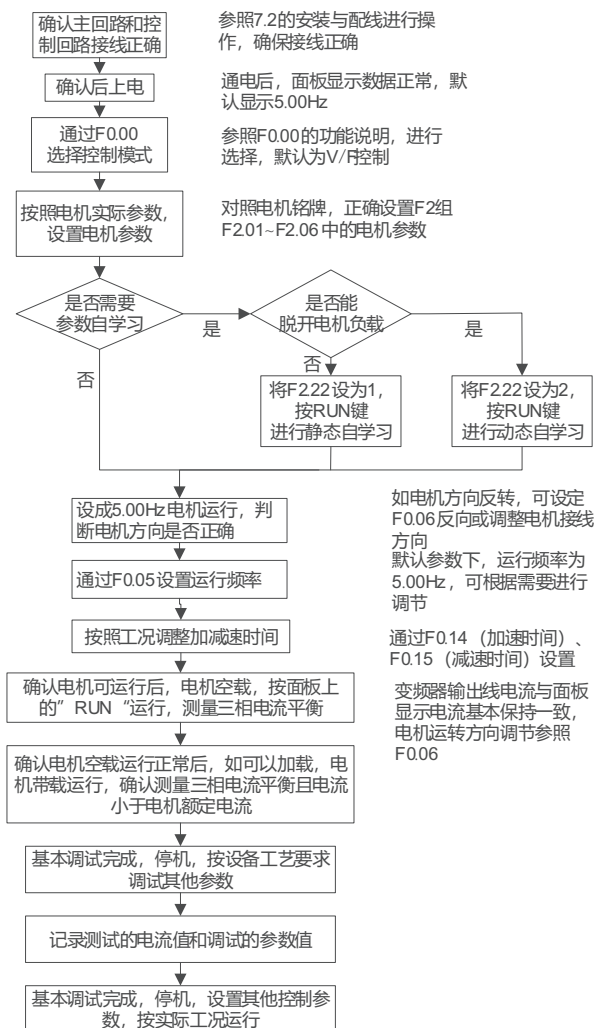 确认主回路和控
制回路接线正确
参照7.2的安装与配线进行操
作，确保接线正确
确认后上电
通电后，面板显示数据正常，默
认显示5.00Hz
通过F0.00
选择控制模式
参照F0.00的功能说明，进行
选择，默认为V/F控制
按照电机实际参数，
设置电机参数
对照电机铭牌，正确设置F2组
F2.01~F2.06中的电机参数
是否需要
参数自学习
是
是否能
脱开电机负载
是
否
否
将F2.22设为1，
按RUN键
进行静态自学习
将F2.22设为2，
按RUN键
进行动态自学习
设成5.00Hz电机运行，判
断电机方向是否正确
如电机方向反转，可设定
F0.06反向或调整电机接线
方向
通过F0.05设置运行频率
默认参数下，运行频率为
5.00Hz，可根据需要进行
调节
按照工况调整加减速时间
通过F0.14（加速时间）、
F0.15（减速时间）设置
确认电机可运行后，电机空载，按面板上
的”RUN“运行，测量三相电流平衡
变频器输出线电流与面板
显示电流基本保持一致，
电机运转方向调节参照
F0.06
确认电机空载运行正常后，如可以加载，电
机带载运行，确认测量三相电流平衡且电流
小于电机额定电流
基本调试完成，停机，按设备工艺要求
调试其他参数
记录测试的电流值和调试的参数值
基本调试完成，停机，设置其他控制参
数，按实际工况运行